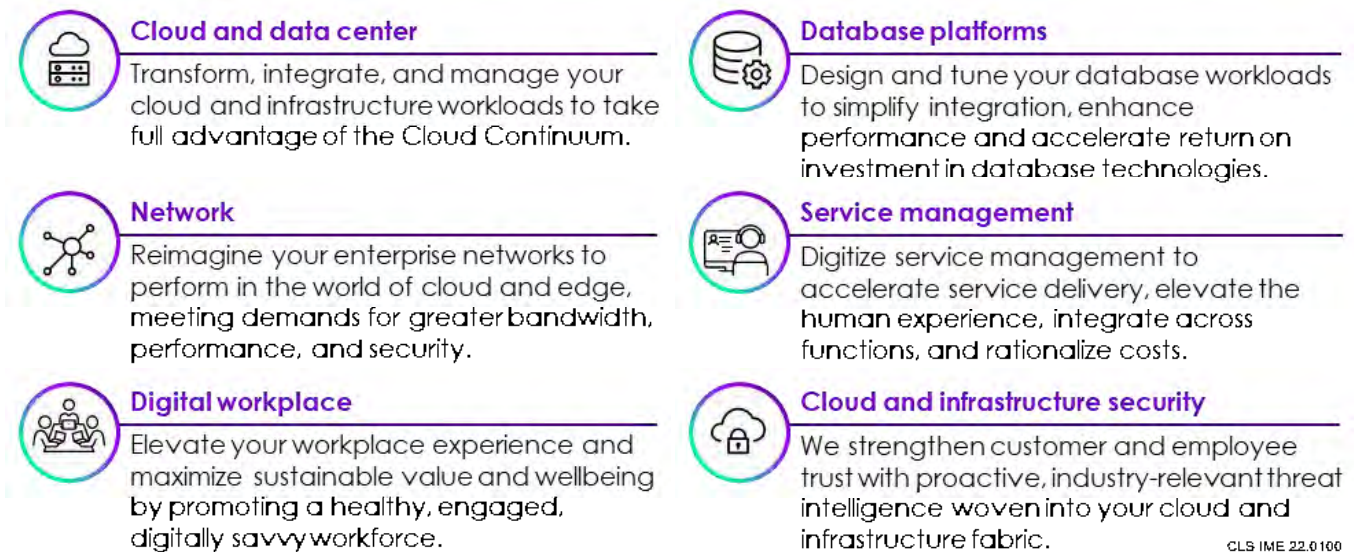 Cloud and data center
Transform, integrate, and manage your
cloud and infrastructure workloads to take
full advantage of the Cloud Continuum.
Database platforms
Design and tune your database workloads
to simplify integration, enhance
performance and accelerate return on
investment in database technologies.
Network
Reimagine your enterprise networks to
perform in the world of cloud and edge,
meeting demands for greater bandwidth,
performance, and security.
Service management
Digitize service management to
accelerate service delivery, elevate the
human experience, integrate across
functions, and rationalize costs.
Digital workplace
Elevate your workplace experience and
maximize sustainable value and wellbeing
by promoting a healthy, engaged,
digitally savvy workforce.
Cloud and infrastructure security
We strengthen customer and employee
trust with proactive, industry-relevant threat
intelligence woven into your cloud and
infrastructure fabric.
CLS IME 22.0100